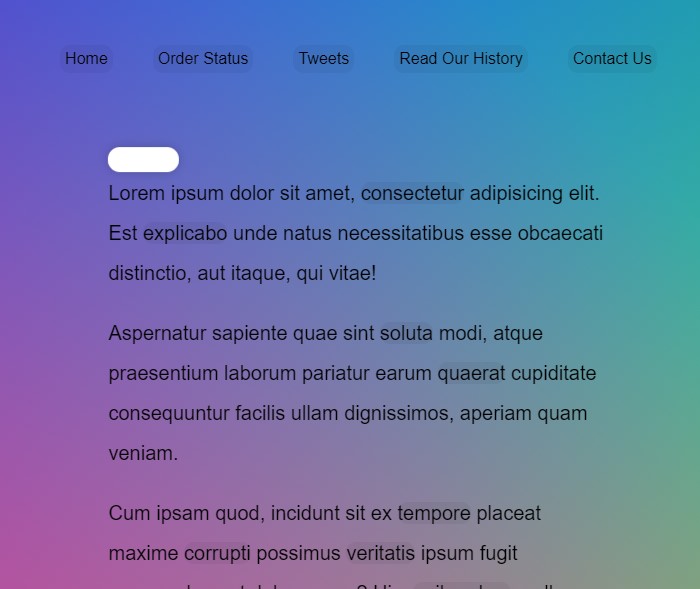 Home Order Status Tweets Read Our History Contact Us
Lorem ipsum dolor sit amet, consectetur adipisicing elit.
Est explicabo unde natus necessitatibus esse obcaecati
distinctio, aut itaque, qui vitae!
Aspernatur sapiente quae sint soluta modi, atque
praesentium laborum pariatur earum quaerat cupiditate
consequuntur facilis ullam dignissimos, aperiam quam
veniam.
Cum ipsam quod, incidunt sit ex tempore placeat
maxime corrupti possimus veritatis ipsum fugit